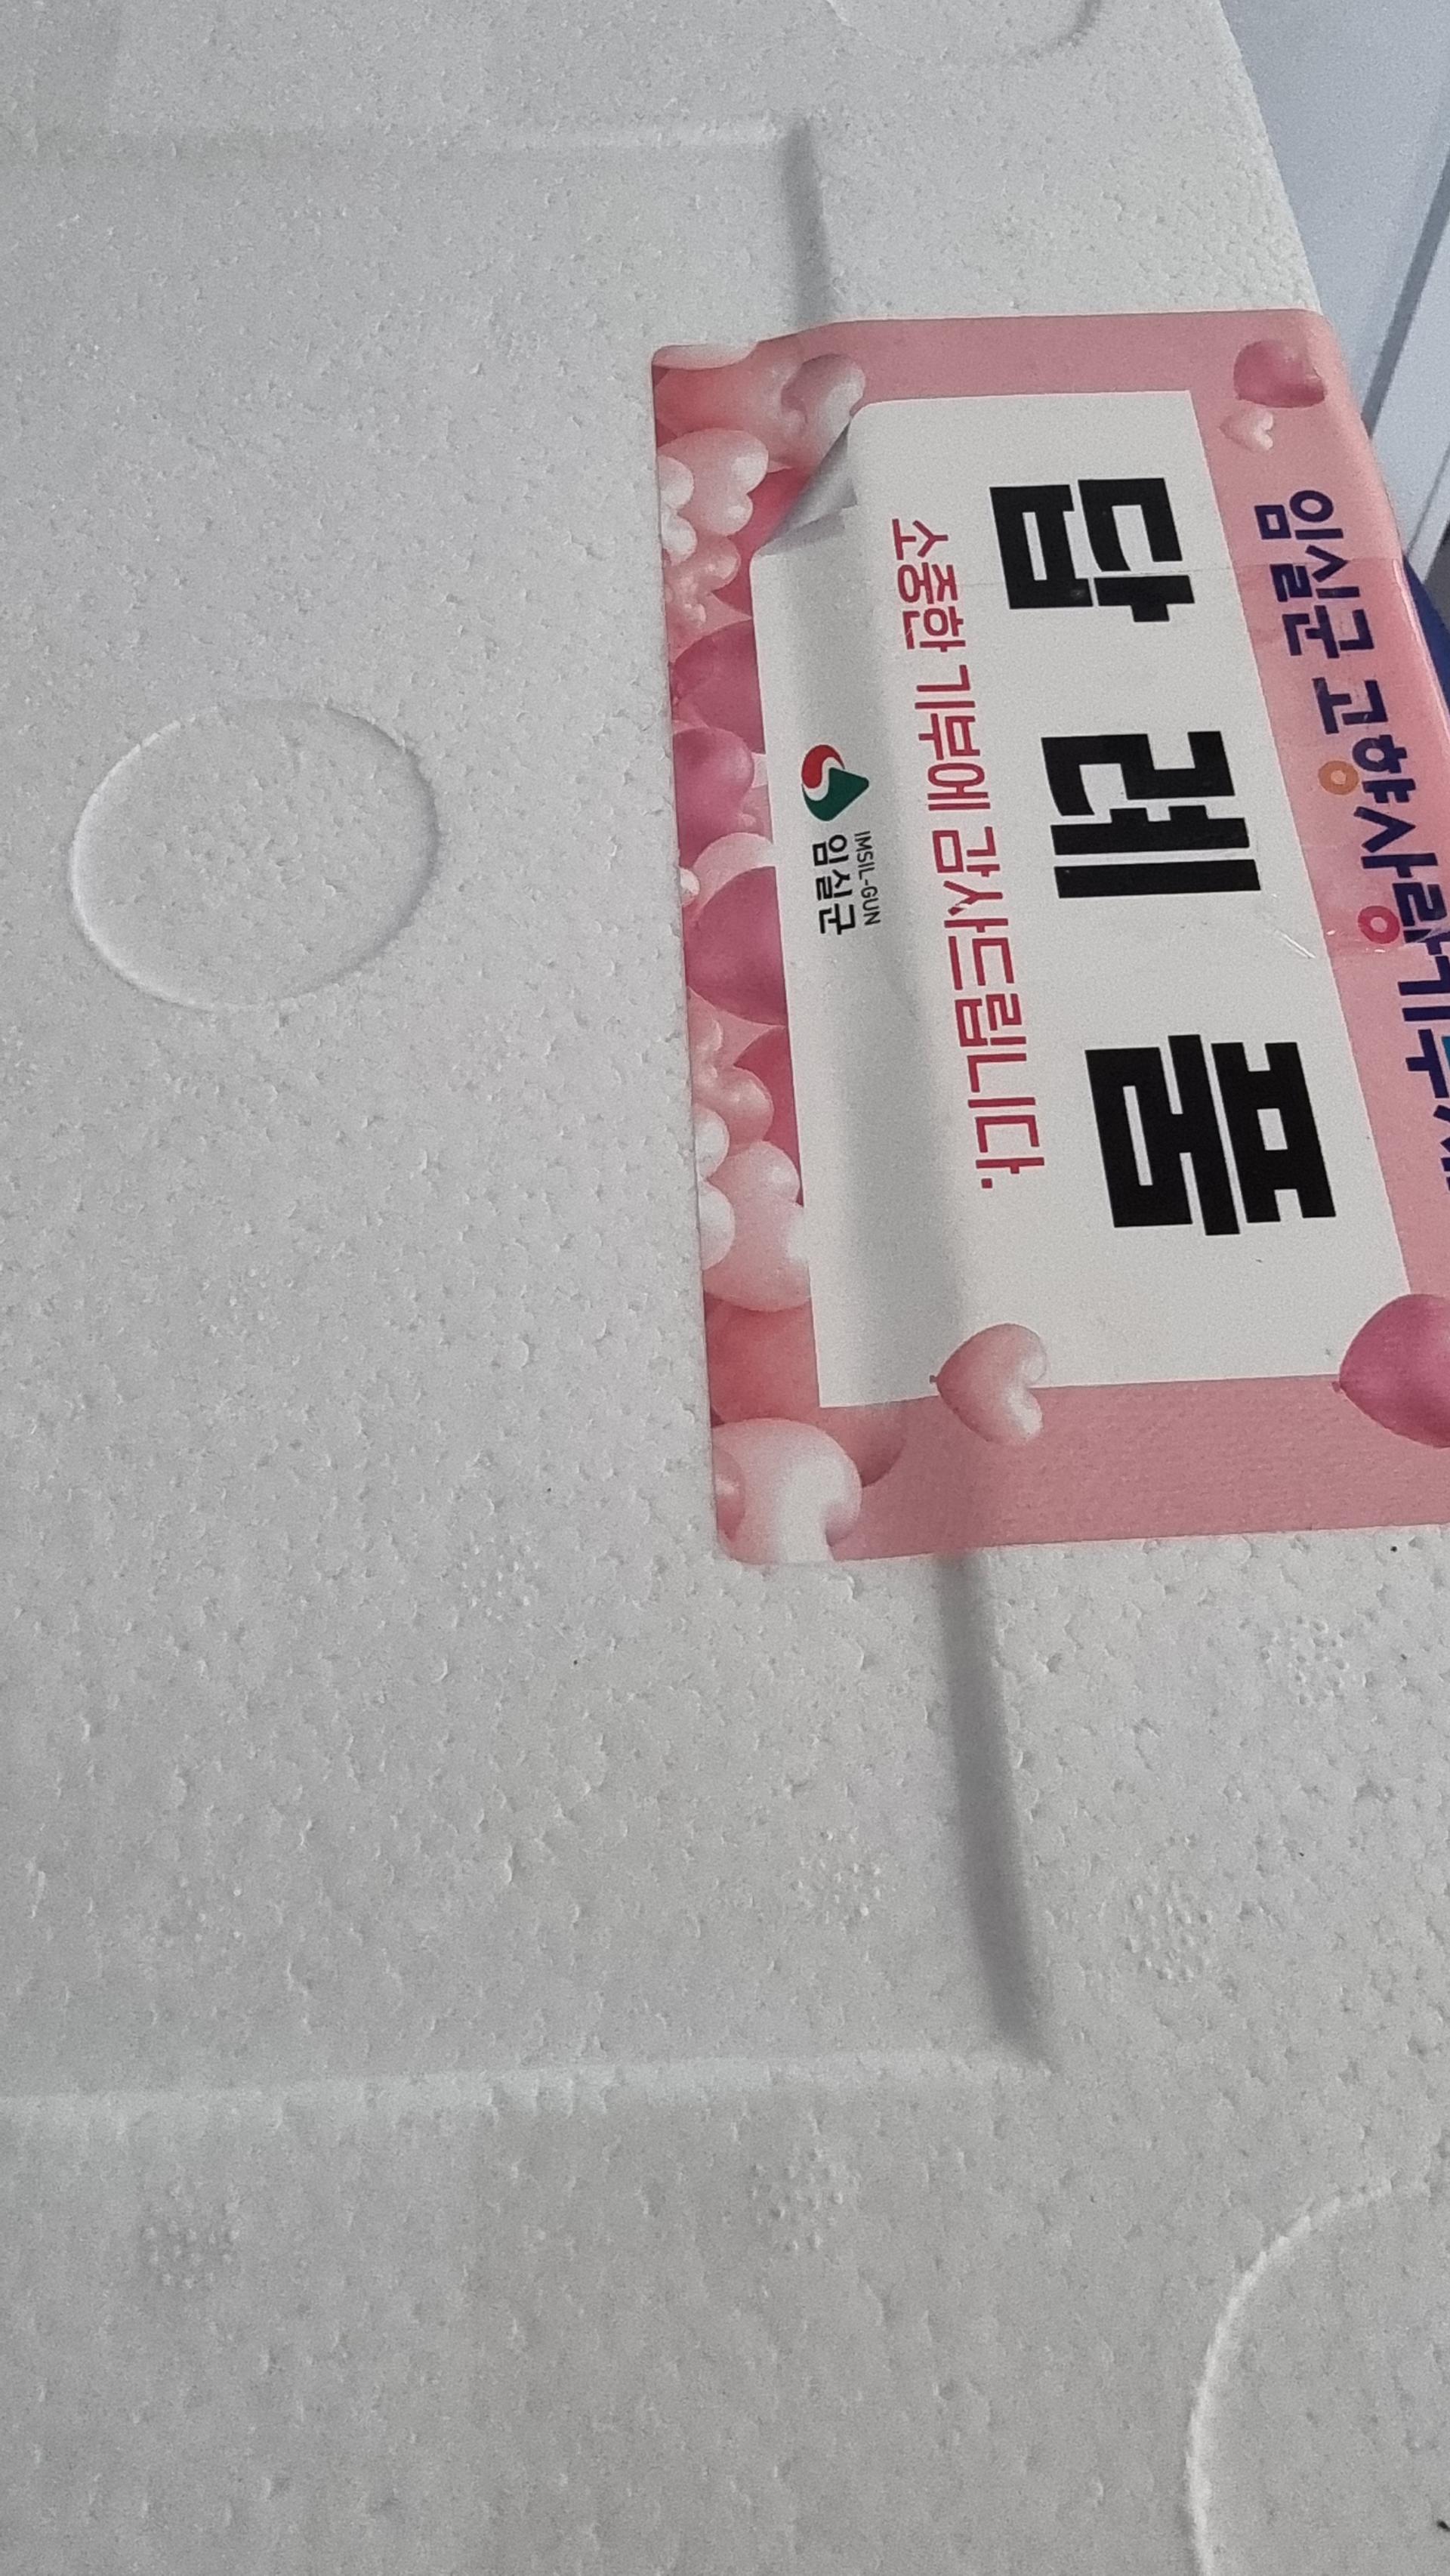 임실군 고향사랑기부
답례품
소중한 기부에 감사드립니다.
IMSIL-GUN
임실군